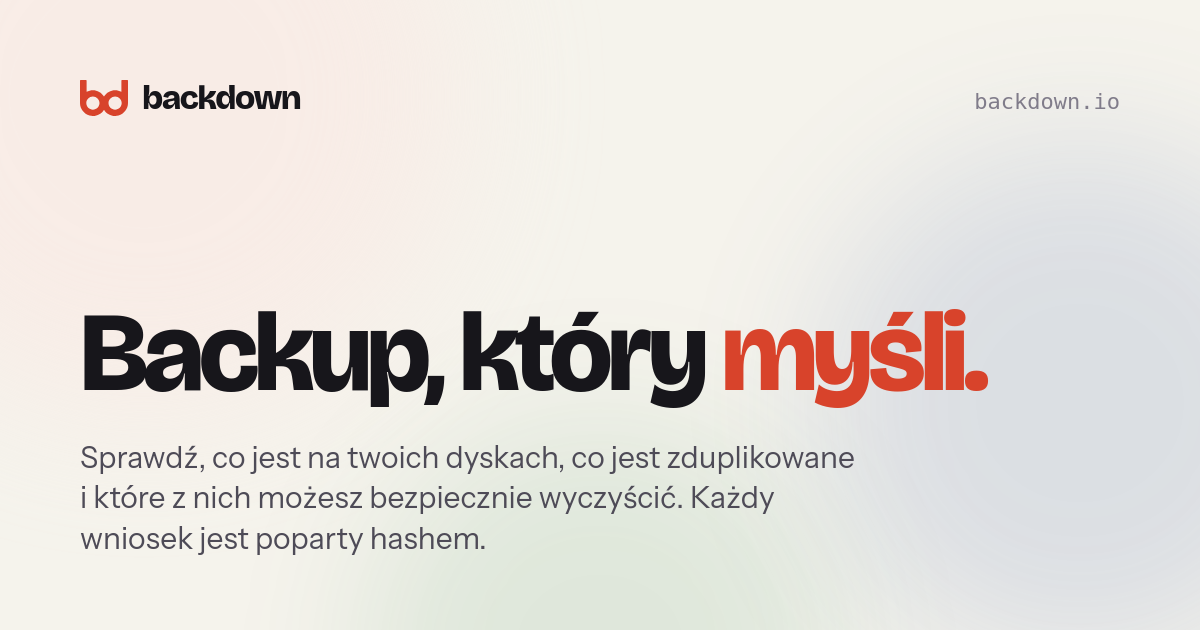 bd backdown
backdown.io
Backup, który myśli.
Sprawdź, co jest na twoich dyskach, co jest zduplikowane
i które z nich możesz bezpiecznie wyczyścić. Każdy
wniosek jest poparty hashem.